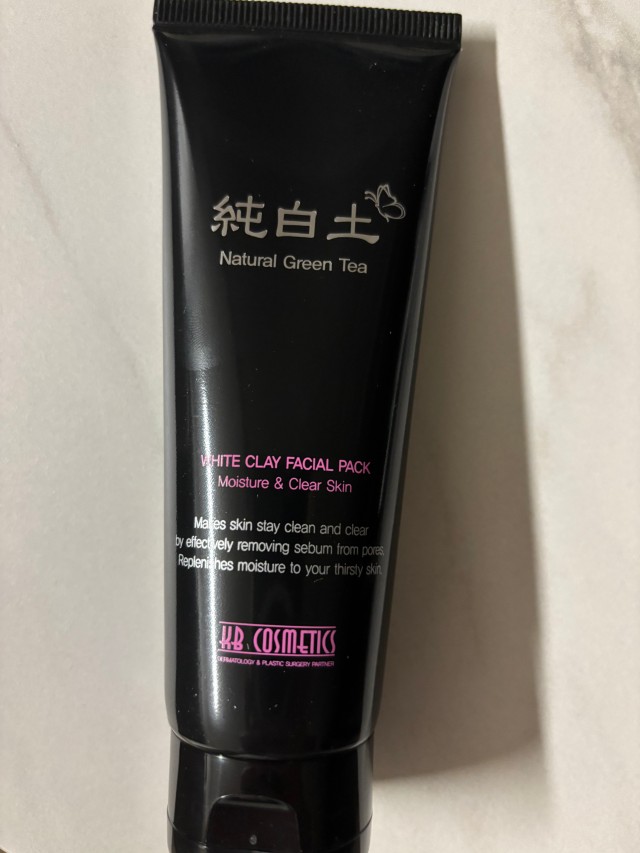 純白土
Natural Green Tea
WHITE CLAY FACIAL PACK
Moisture & Clear Skin
Makes skin stay clean and clear
by effectively removing sebum from pores.
Replenishes moisture to your thirsty skin.
KB COSMETICS
DERMATOLOGY & PLASTIC SURGERY PARTNER